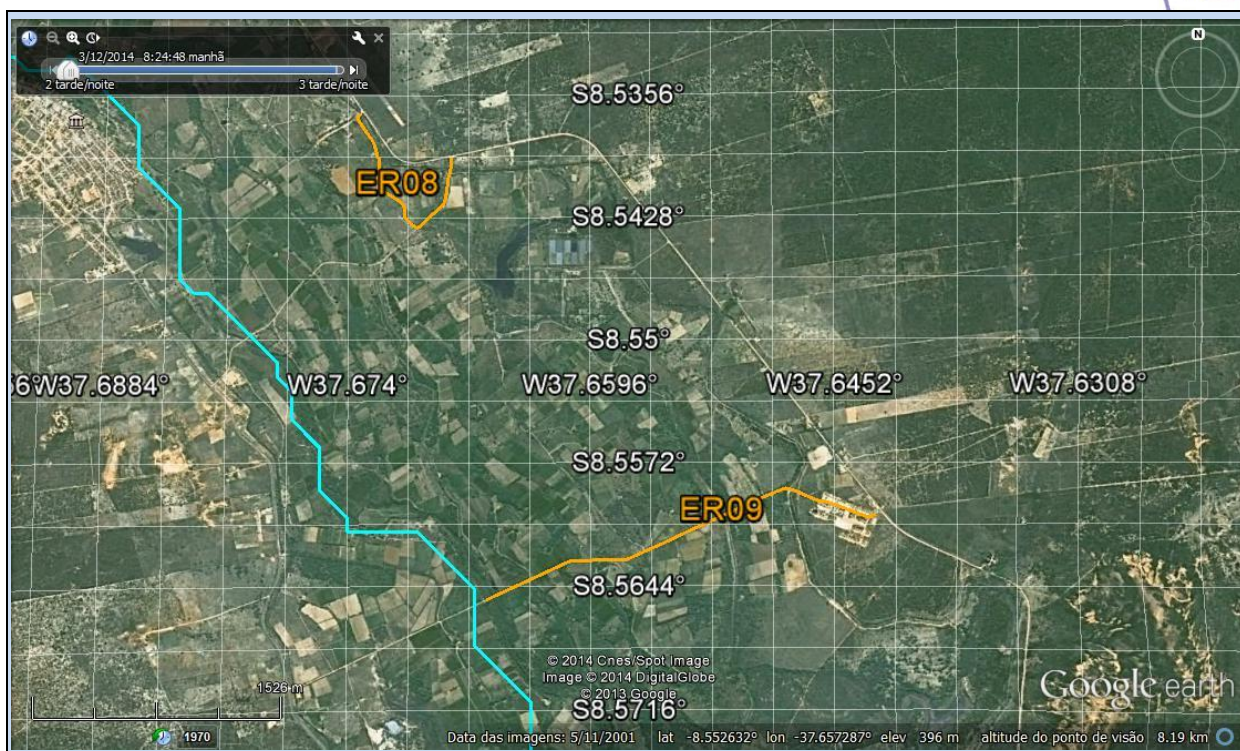 N
3/12/2014 8:24:48 manhã
2 tarde/noite 3 tarde/noite
S8.5356°
ER08
S8.5428°
S8.55°
6°W37.6884° W37.674° W37.6596° W37.6452° W37.6308°
S8.5572°
ER09
S8.5644°
© 2014 Cnes/Spot Image
Image © 2014 DigitalGlobe
© 2013 Google
1526 m
Google earth
S8.5716°
1970
Data das imagens: 5/11/2001 lat -8.552632° lon -37.657287° elev 396 m altitude do ponto de visão 8.19 km